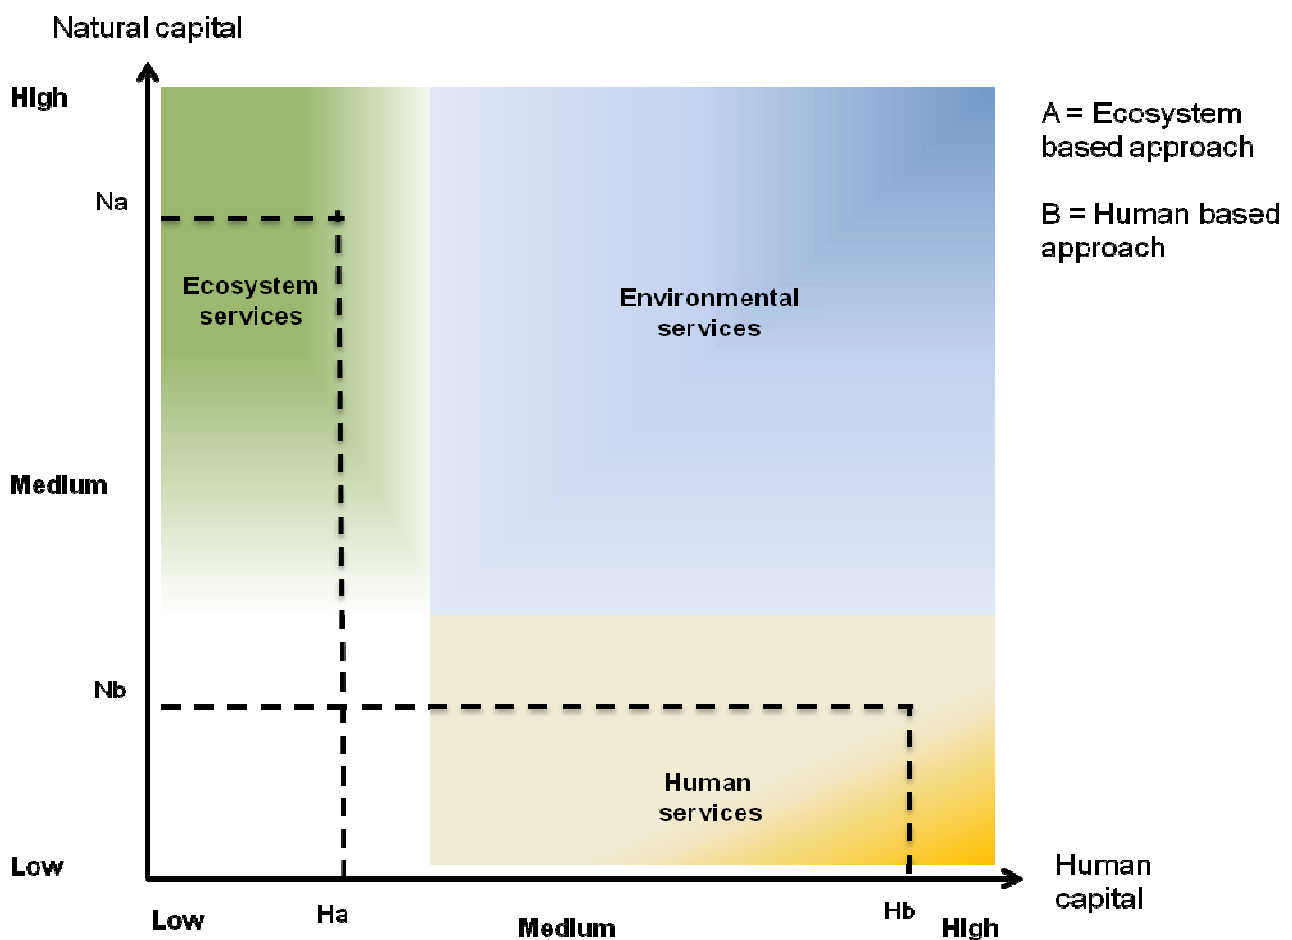 Natural capital
High
A = Ecosystem
based approach
Na
B = Human based
approach
Ecosystem
services
Environmental
services
Medium
Nb
Human
services
Low
Human
capital
Low
Ha
Medium
Hb
High